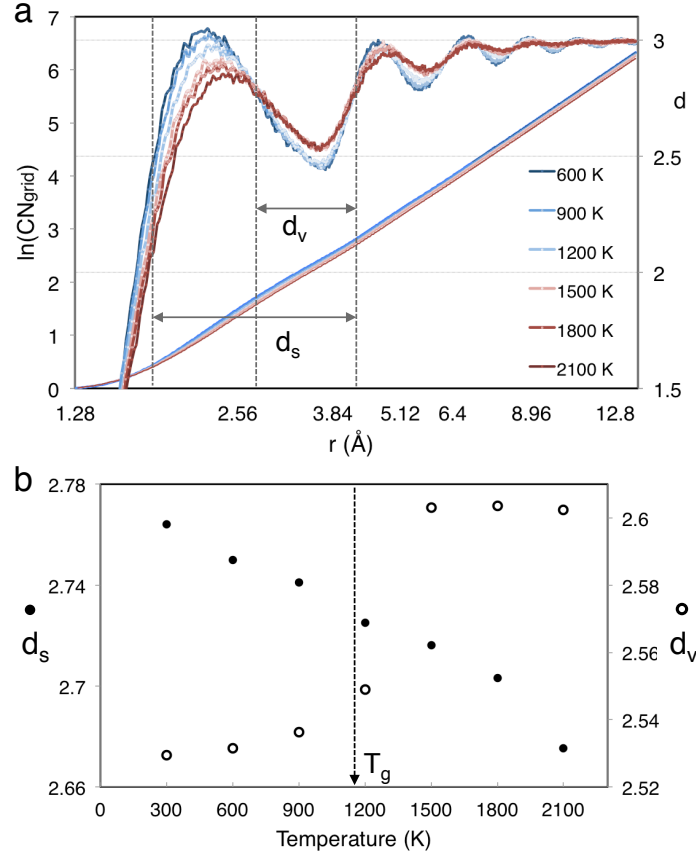 a
7
6
5
4
3
2
1
0
ln(CNgrid)
3
2.5
2
1.5
d
600 K
900 K
1200 K
1500 K
1800 K
2100 K
dv
ds
1.28 2.56 3.84 5.12 6.4 8.96 12.8
r (Å)
b
2.78
2.74
2.7
2.66
ds
2.6
2.58
2.56
2.54
2.52
dv
Tg
0 300 600 900 1200 1500 1800 2100
Temperature (K)